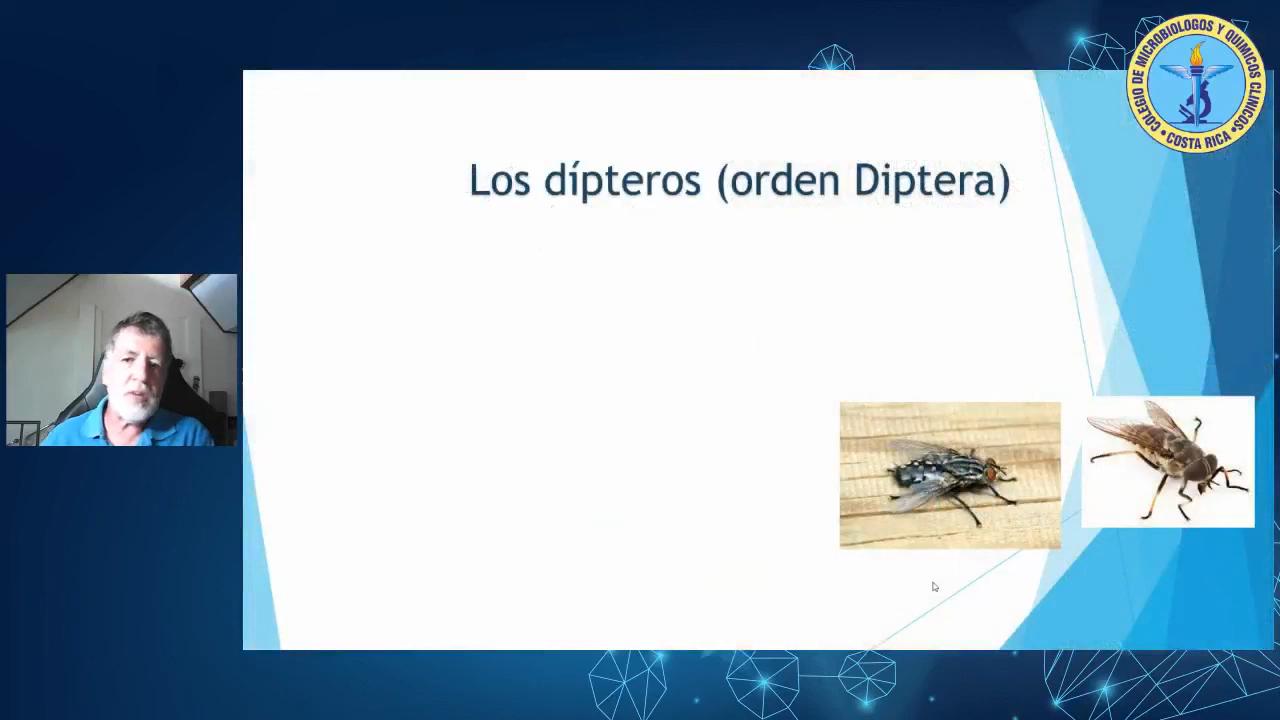 Los dípteros (orden Diptera)
COLEGIO DE MICROBIOLOGOS Y QUIMICOS CLINICOS
• COSTA RICA •